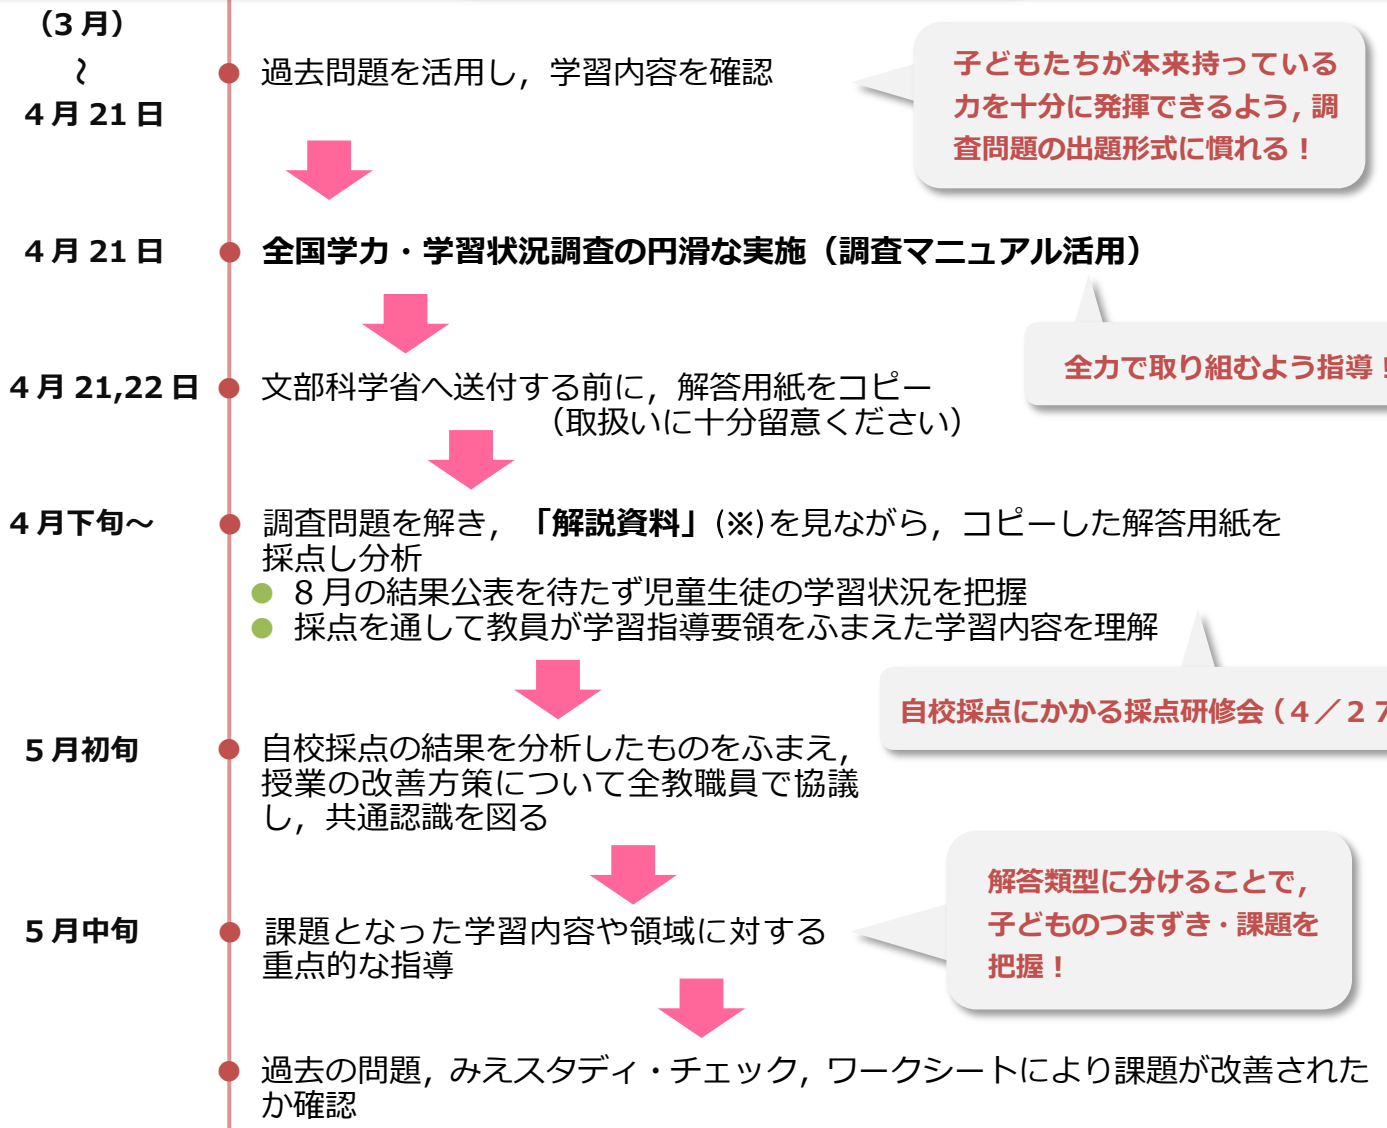 （3 月）
～
4 月 21 日
過去問題を活用し，学習内容を確認
子どもたちが本来持っている
力を十分に発揮できるよう，調
査問題の出題形式に慣れる！
4 月 21 日
全国学力・学習状況調査の円滑な実施（調査マニュアル活用）
全力で取り組むよう指導！
4 月 21,22 日
文部科学省へ送付する前に，解答用紙をコピー
（取扱いに十分留意ください）
4 月下旬～
調査問題を解き，「解説資料」(※)を見ながら，コピーした解答用紙を
採点し分析
8 月の結果公表を待たず児童生徒の学習状況を把握
採点を通して教員が学習指導要領をふまえた学習内容を理解
自校採点にかかる採点研修会（４／２７
5 月初旬
自校採点の結果を分析したものをふまえ，
授業の改善方策について全教職員で協議
し，共通認識を図る
解答類型に分けることで，
子どものつまずき・課題を
把握！
5 月中旬
課題となった学習内容や領域に対する
重点的な指導
過去の問題，みえスタディ・チェック，ワークシートにより課題が改善された
か確認